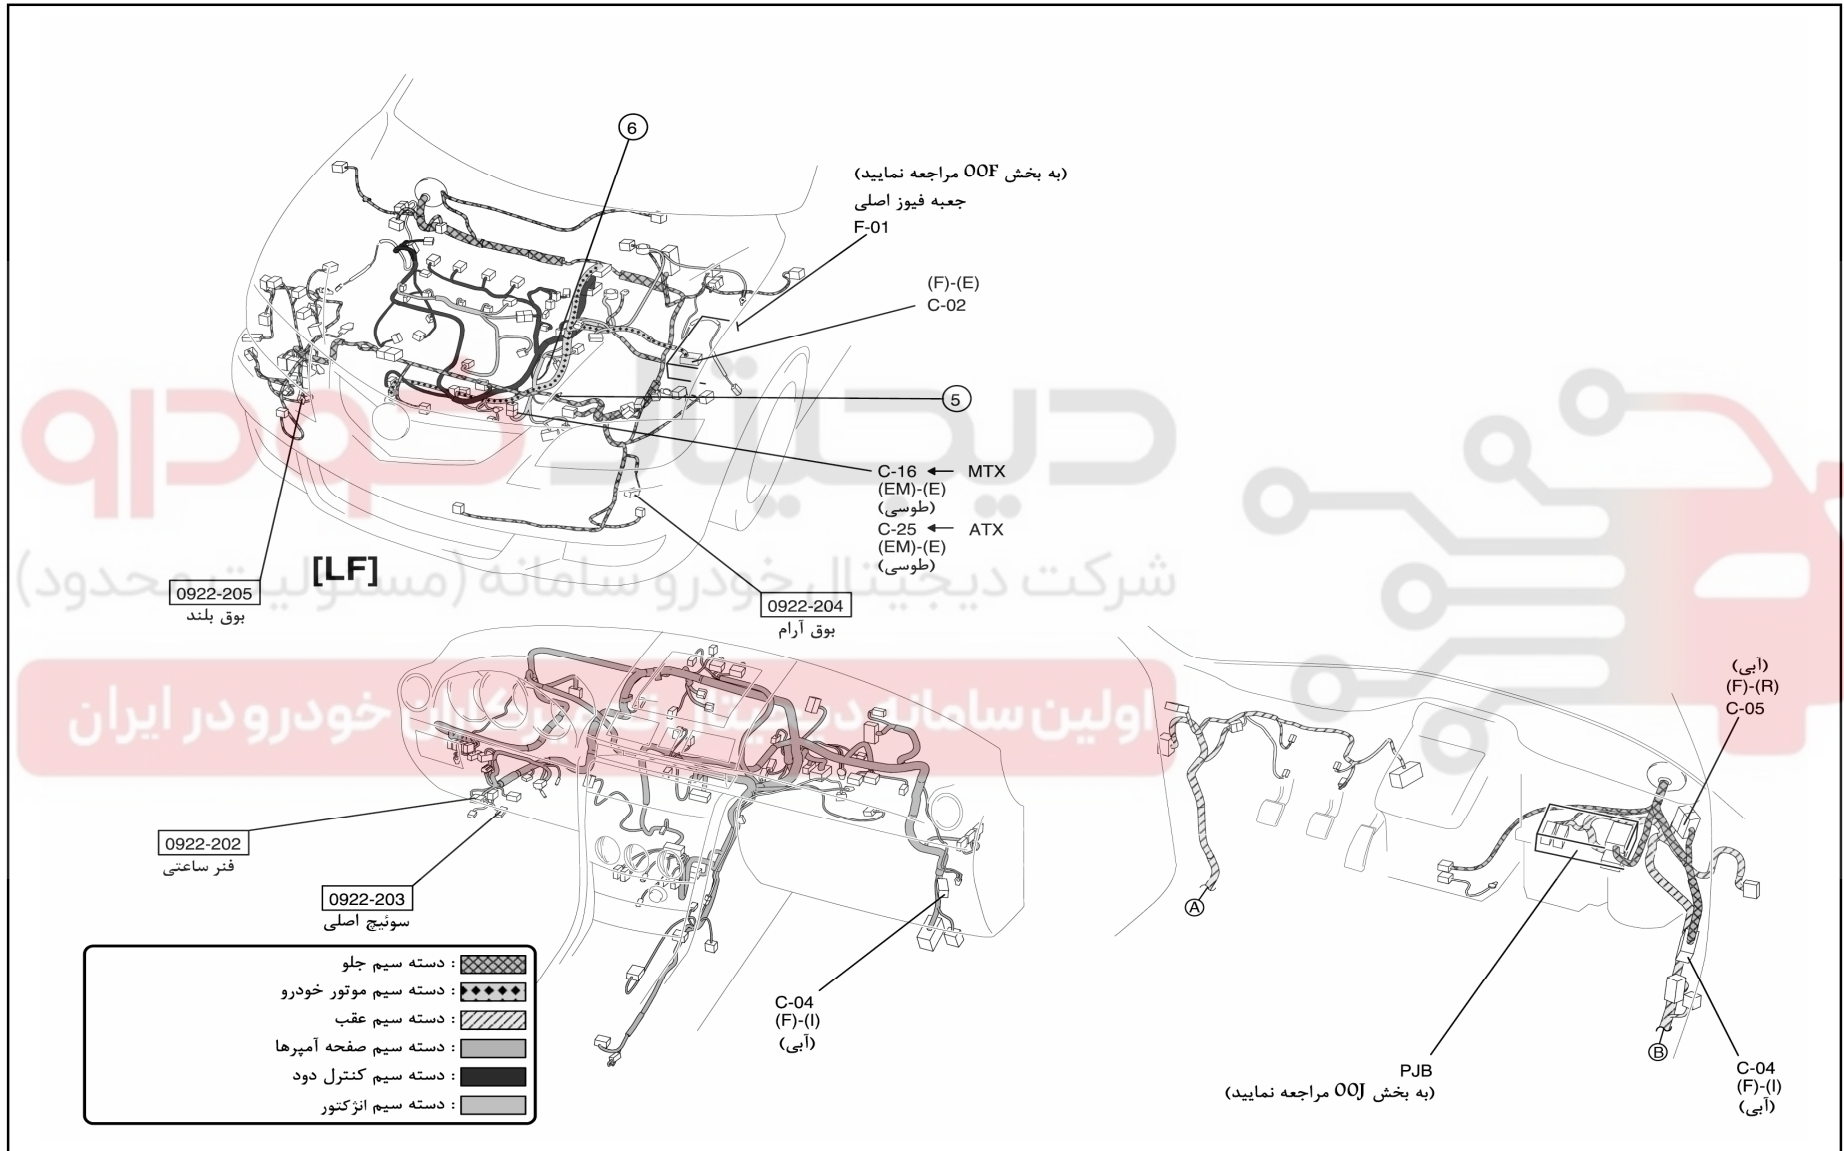 6
(به بخش OOF مراجعه نمایید)
جعبه فیوز اصلی
F-01
(F)-(E)
C-02
5
C-16 ← MTX
(EM)-(E)
(طوسی)
C-25 ← ATX
(EM)-(E)
(طوسی)
[LF]
0922-205
بوق بلند
0922-204
بوق آرام
دیجیتال خودرو
شرکت دیجیتال خودرو سامانه (مسئولیت محدود)
اولین سامانه دیجیتال تعمیرکاران خودرو در ایران
(آبی)
(F)-(R)
C-05
0922-202
فنر ساعتی
0922-203
سوئیچ اصلی
A
B
C-04
(F)-(I)
(آبی)
PJB
(به بخش OOJ مراجعه نمایید)
C-04
(F)-(I)
(آبی)
: دسته سیم جلو
: دسته سیم موتور خودرو
: دسته سیم عقب
: دسته سیم صفحه آمپرها
: دسته سیم کنترل دود
: دسته سیم انژکتور